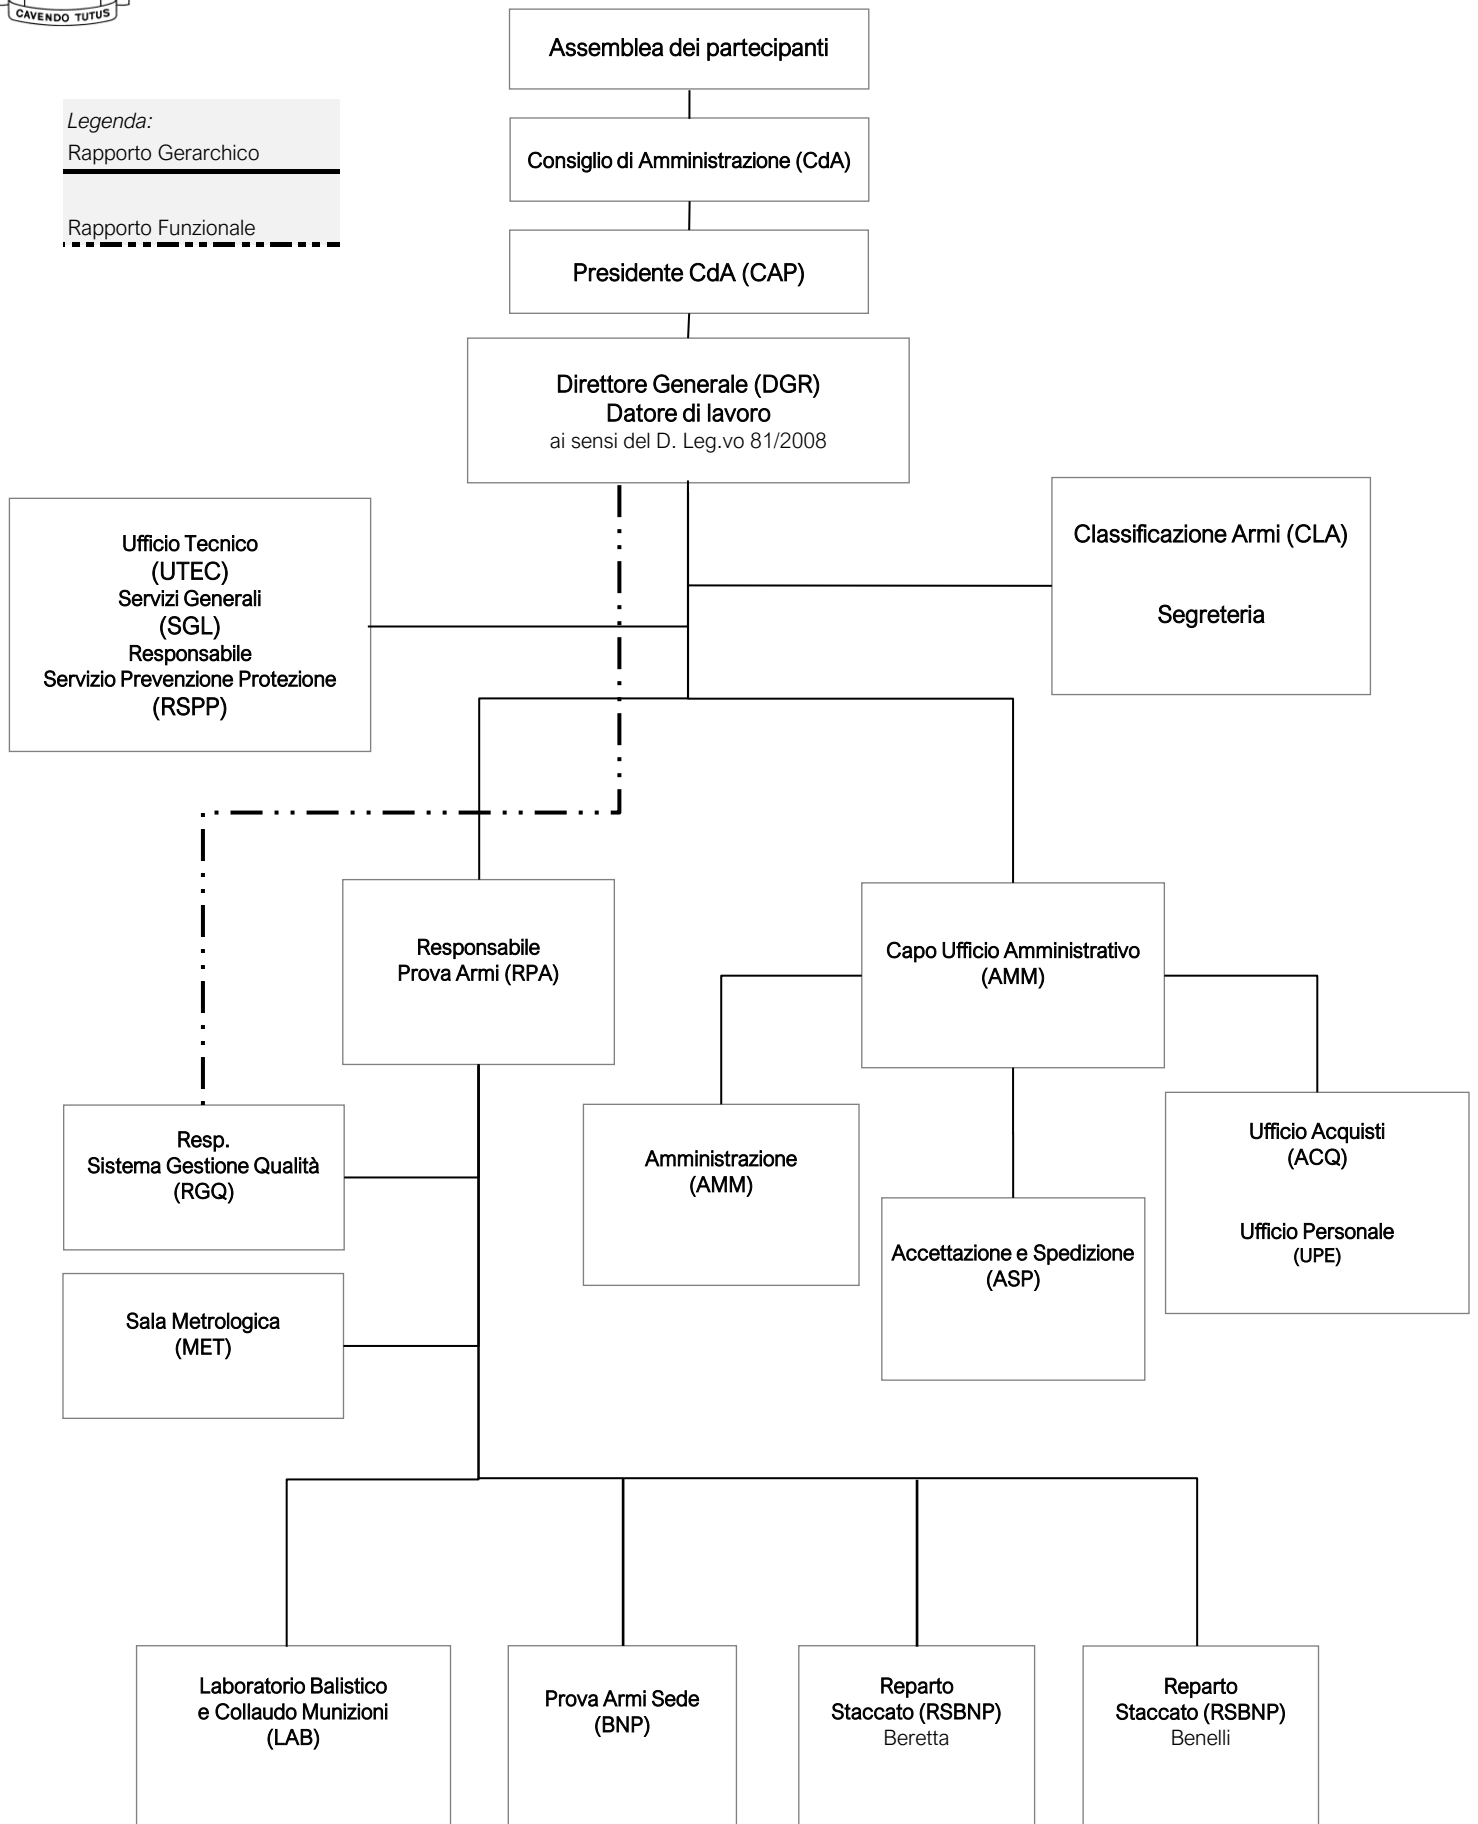 CAVENDO TUTUS
Assemblea dei partecipanti
Legenda:
Rapporto Gerarchico
Rapporto Funzionale
Consiglio di Amministrazione (CdA)
Presidente CdA (CAP)
Direttore Generale (DGR)
Datore di lavoro
ai sensi del D. Leg.vo 81/2008
Ufficio Tecnico
(UTEC)
Servizi Generali
(SGL)
Responsabile
Servizio Prevenzione Protezione
(RSPP)
Classificazione Armi (CLA)
Segreteria
Responsabile
Prova Armi (RPA)
Capo Ufficio Amministrativo
(AMM)
Resp.
Sistema Gestione Qualità
(RGQ)
Amministrazione
(AMM)
Accettazione e Spedizione
(ASP)
Ufficio Acquisti
(ACQ)
Ufficio Personale
(UPE)
Sala Metrologica
(MET)
Laboratorio Balistico
e Collaudo Munizioni
(LAB)
Prova Armi Sede
(BNP)
Reparto
Staccato (RSBNP)
Beretta
Reparto
Staccato (RSBNP)
Benelli